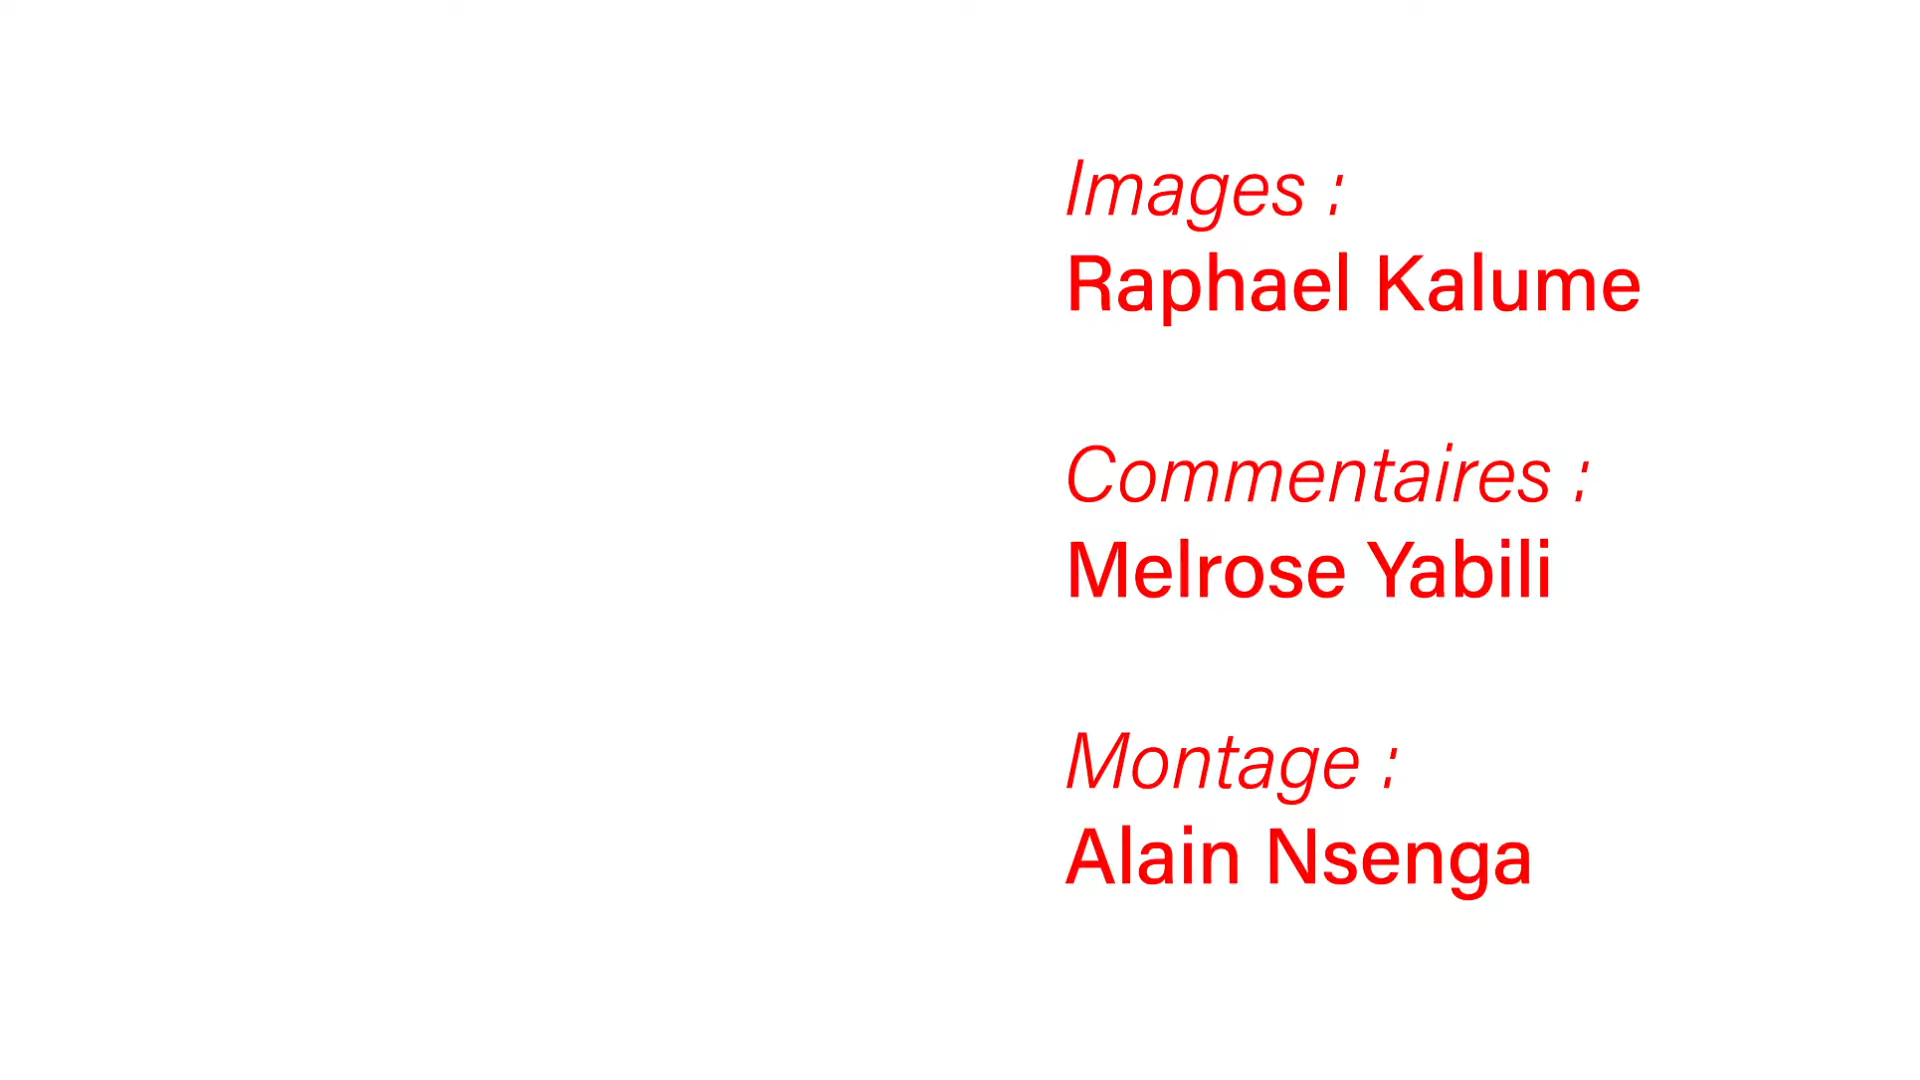 Images :
Raphael Kalume
Commentaires :
Melrose Yabili
Montage :
Alain Nsenga